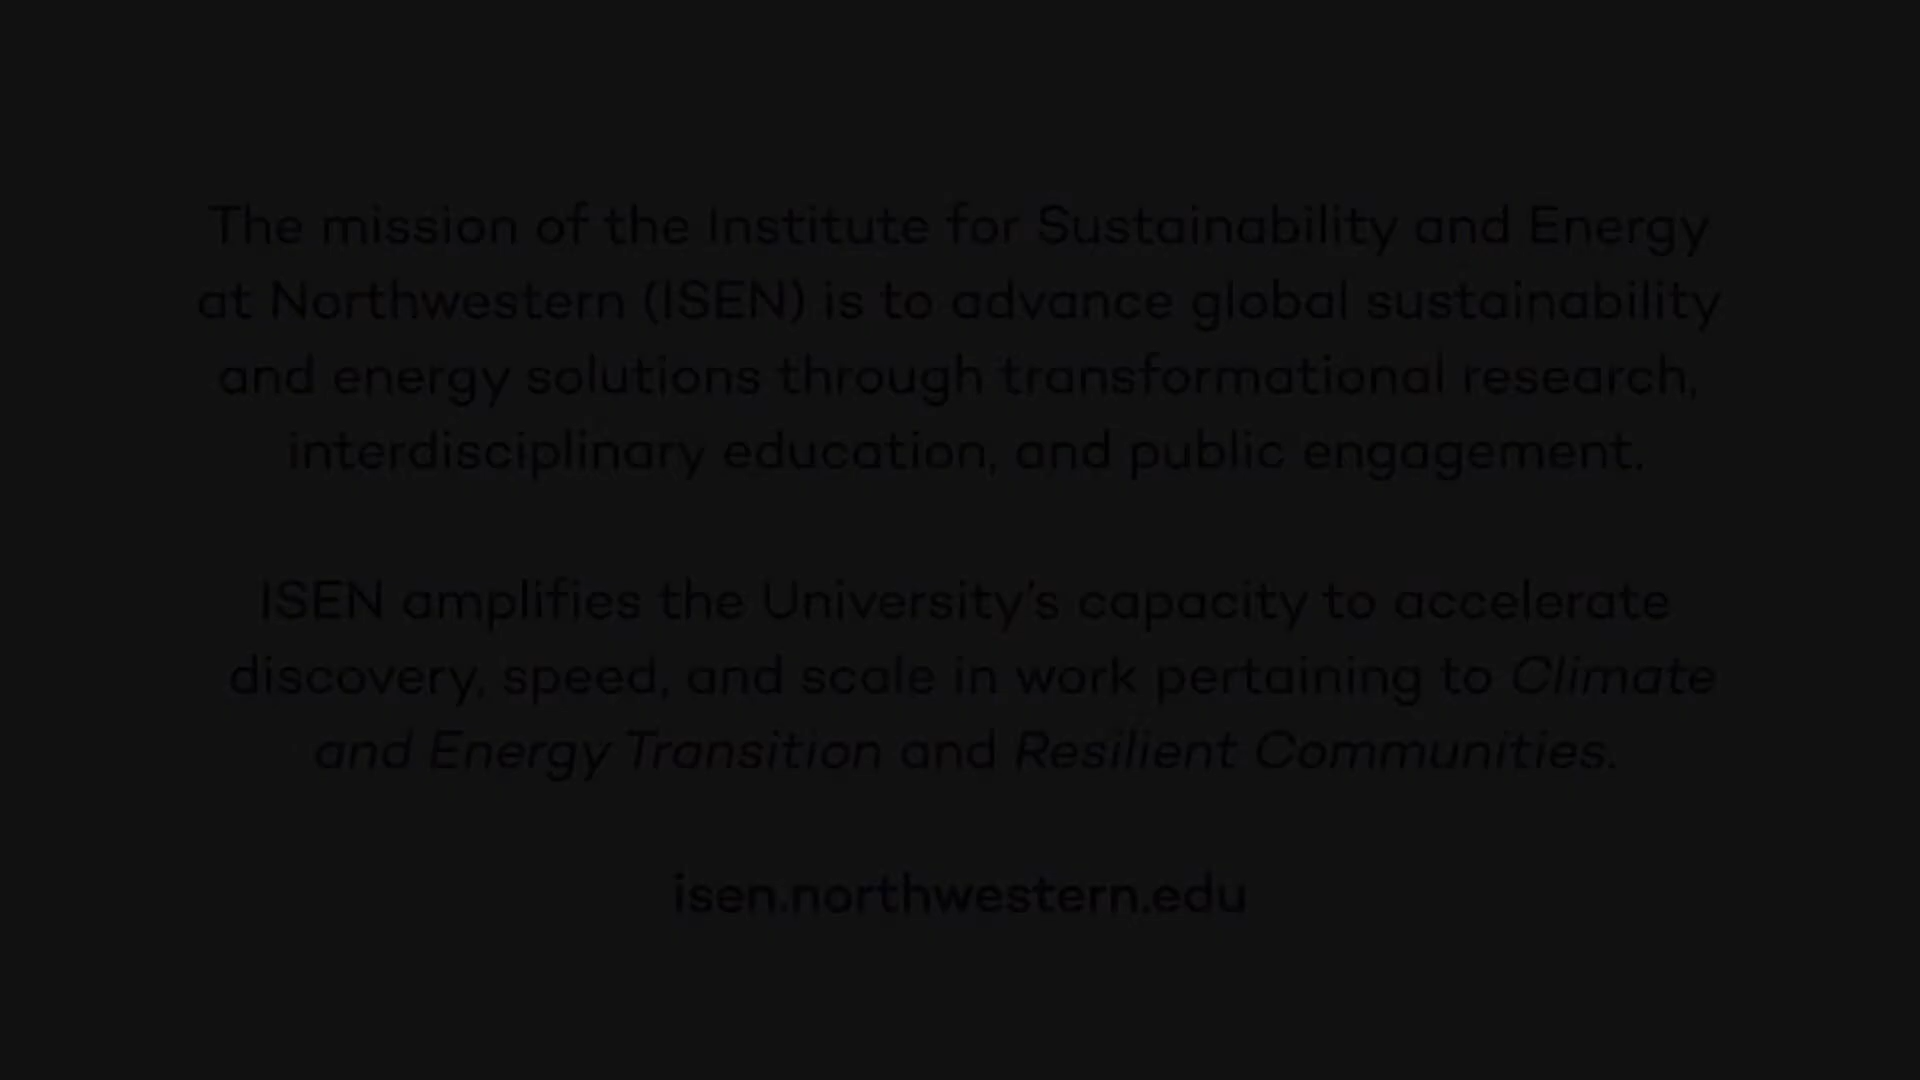 The mission of the Institute for Sustainability and Energy
at Northwestern (ISEN) is to advance global sustainability
and energy solutions through transformational research,
interdisciplinary education, and public engagement.
ISEN amplifies the University's capacity to accelerate
discovery, speed, and scale in work pertaining to Climate
and Energy Transition and Resilient Communities.
isen.northwestern.edu